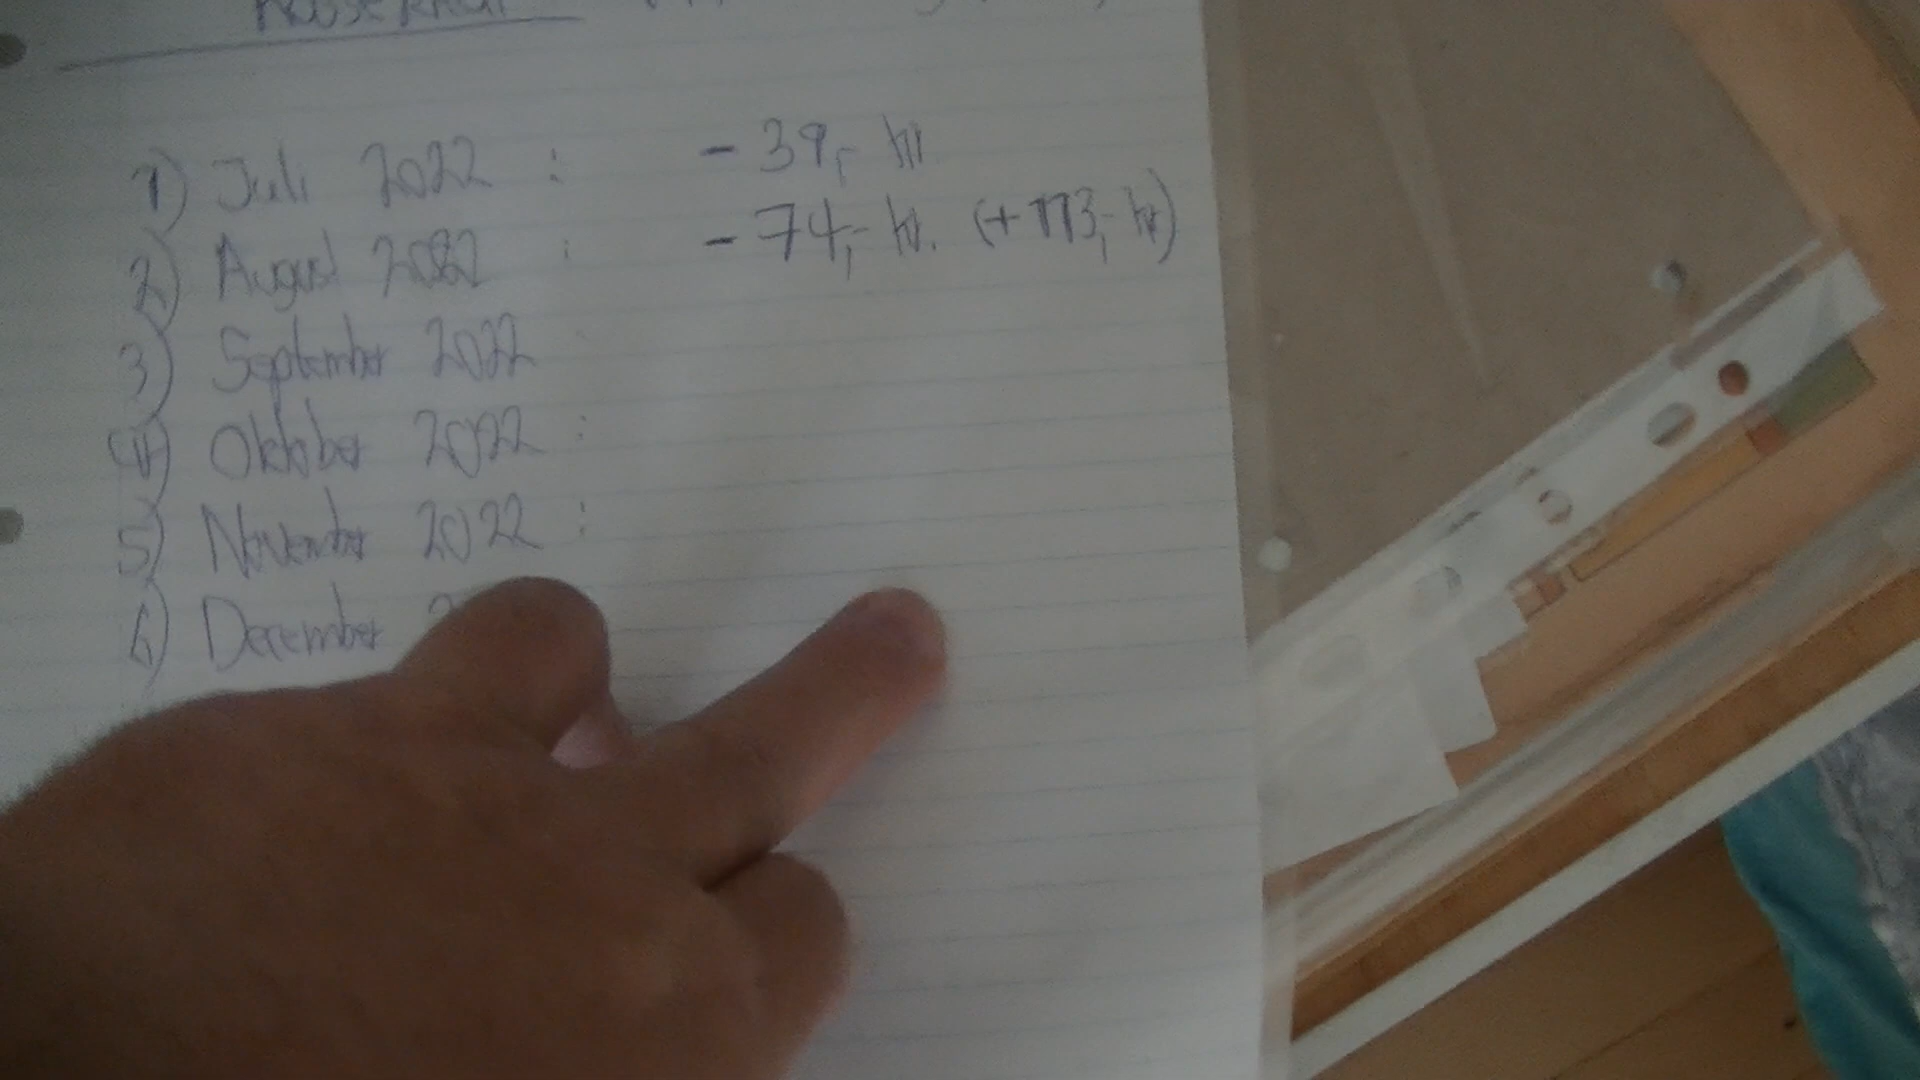 1) Juli 2022 : - 39,- kr
2) August 2022 : - 74,- kr. (+ 113,- kr)
3) September 2022
4) Oktober 2022 :
5) November 2022 :
6) December